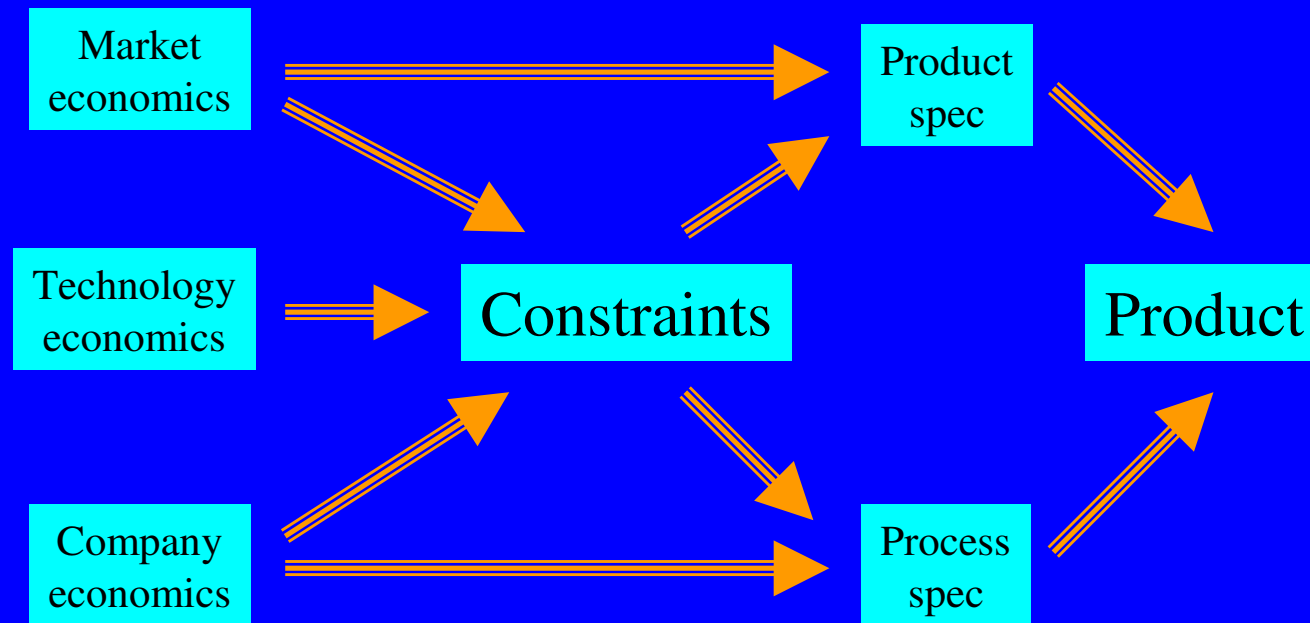 Market
economics
Product
spec
Technology
economics
Constraints
Product
Company
economics
Process
spec